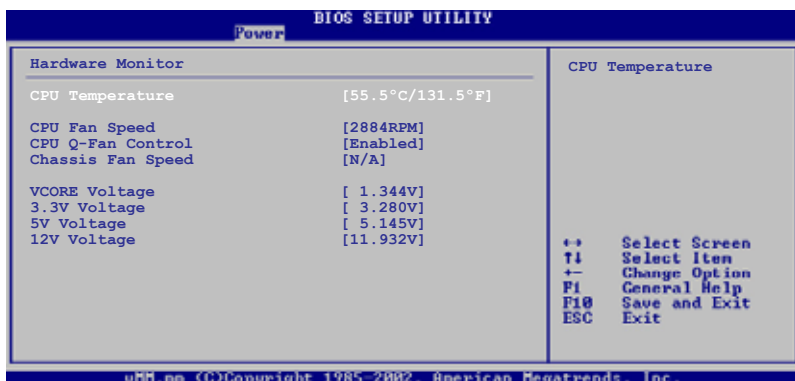 BIOS SETUP UTILITY
Power
Hardware Monitor
CPU Temperature [55.5°C/131.5°F]
CPU Fan Speed [2884RPM]
CPU Q-Fan Control [Enabled]
Chassis Fan Speed [N/A]
VCORE Voltage [ 1.344V]
3.3V Voltage [ 3.280V]
5V Voltage [ 5.145V]
12V Voltage [11.932V]
CPU Temperature
↔ Select Screen
↑↓ Select Item
+- Change Option
F1 General Help
F10 Save and Exit
ESC Exit
(C)Copyright 1985-2002, American Megatrends, Inc.